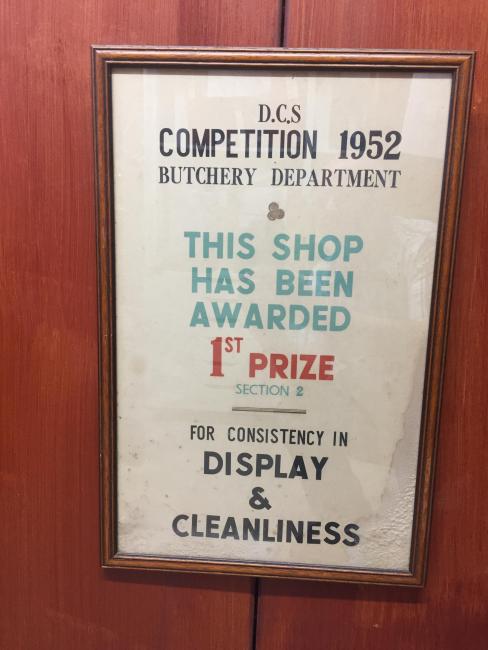 D.C.S
COMPETITION 1952
BUTCHERY DEPARTMENT
THIS SHOP
HAS BEEN
AWARDED
1ST PRIZE
SECTION 2
FOR CONSISTENCY IN
DISPLAY
&
CLEANLINESS